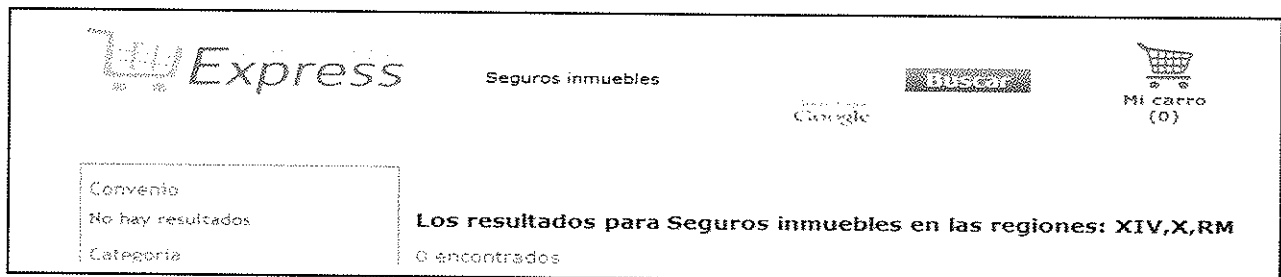 Express
Seguros inmuebles
Buscar
Google
Mi carro
(0)
Convenio
No hay resultados
Categoría
Los resultados para Seguros inmuebles en las regiones: XIV,X,RM
0 encontrados